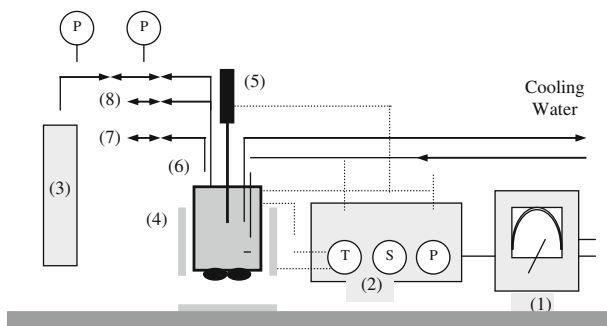 P P
(5)
(8)
Cooling
Water
(7)
(6)
(3)
(4)
T S P
(2)
(1)